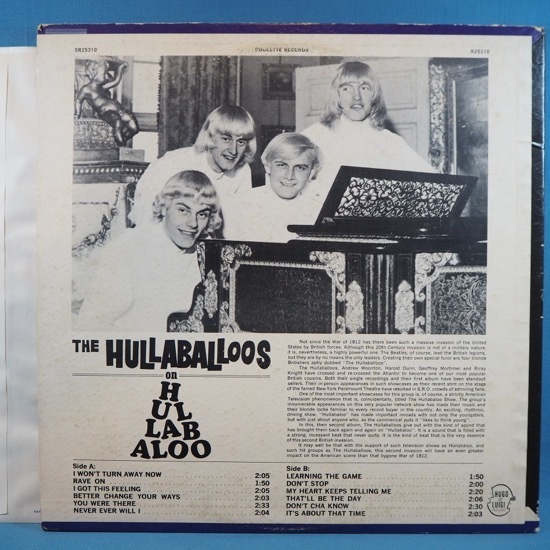 SR25310 ROULETTE RECORDS R25310
THE HULLABALLOOS
on
HULLABALOO
Not since the War of 1812 has there been such a massive invasion of the United
States by British forces. Although this 20th Century invasion is not of a military nature,
it is, nevertheless, a highly powerful one. The Beatles, of course, lead the British legions,
but they are by no means the only leaders. Creating their own special furor are four blonde
Britishers aptly dubbed "The Hullaballoos".
The Hullaballoos, Andrew Woonton, Harold Dunn, Geoffrey Mortimer and Ricky
Knight have crossed and re-crossed the Atlantic to become one of our most popular
British cousins. Both their single recordings and their first album have been standout
sellers. Their in-person appearances in such showcases as their recent stint on the stage
of the famed New York Paramount Theatre have resulted in S.R.O. crowds of admiring fans.
One of the most important showcases for this group is, of course, a strictly American
Television phenomenon that is, coincidentally, titled the Hullabaloo Show. The group's
innumerable appearances on this very popular network show has made their music and
their blonde looks familiar to every record buyer in the country. An exciting, rhythmic,
driving show, "Hullabaloo" has made important inroads not only with the youngsters,
but with just about anyone who, as the commercial puts it "likes to think young".
In this, their second album, The Hullaballoos give out with the kind of sound that
has brought them back again and again on "Hullabaloo". It is a sound that is filled with
a strong, incessant beat that never quits. It is the kind of beat that is the very essence
of this second British invasion.
It may well be that with the support of such television shows as Hullabaloo, and
such hit groups as The Hullaballoos, this second invasion will have an even greater
impact on the American scene than that bygone War of 1812.
Side A:
I WON'T TURN AWAY NOW 2:05
RAVE ON 1:50
I GOT THIS FEELING 2:05
BETTER CHANGE YOUR WAYS 2:03
YOU WERE THERE 2:33
NEVER EVER WILL I 2:04
Side B:
LEARNING THE GAME 1:50
DON'T STOP 2:00
MY HEART KEEPS TELLING ME 2:20
THAT'LL BE THE DAY 2:06
DON'T CHA KNOW 2:30
IT'S ABOUT THAT TIME 2:03
HUGO
&
LUIGI